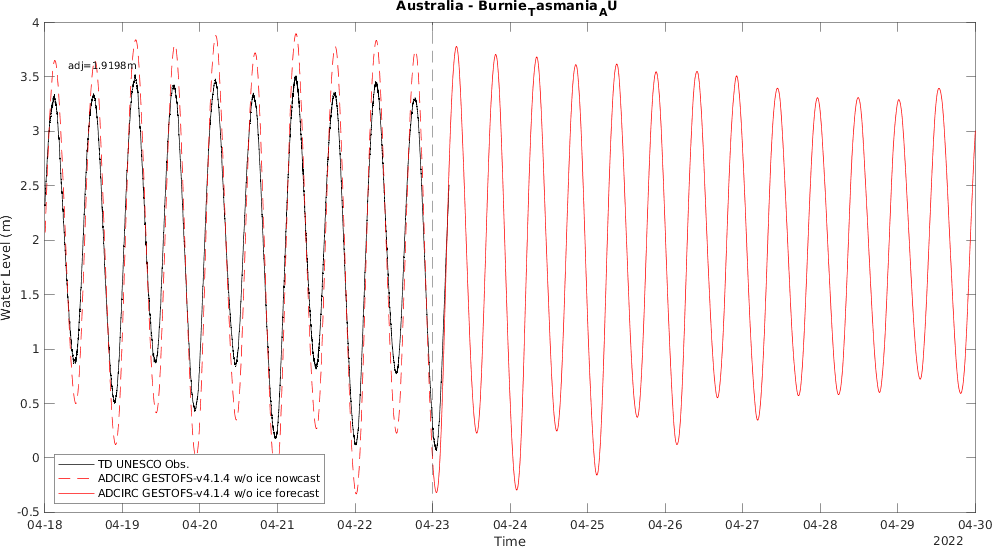 Australia - BurnieTasmaniaAU
adj=1.9198m
Water Level (m)
4
3.5
3
2.5
2
1.5
1
0.5
0
-0.5
TD UNESCO Obs.
ADCIRC GESTOFS-v4.1.4 w/o ice nowcast
ADCIRC GESTOFS-v4.1.4 w/o ice forecast
04-18 04-19 04-20 04-21 04-22 04-23 04-24 04-25 04-26 04-27 04-28 04-29 04-30
Time
2022